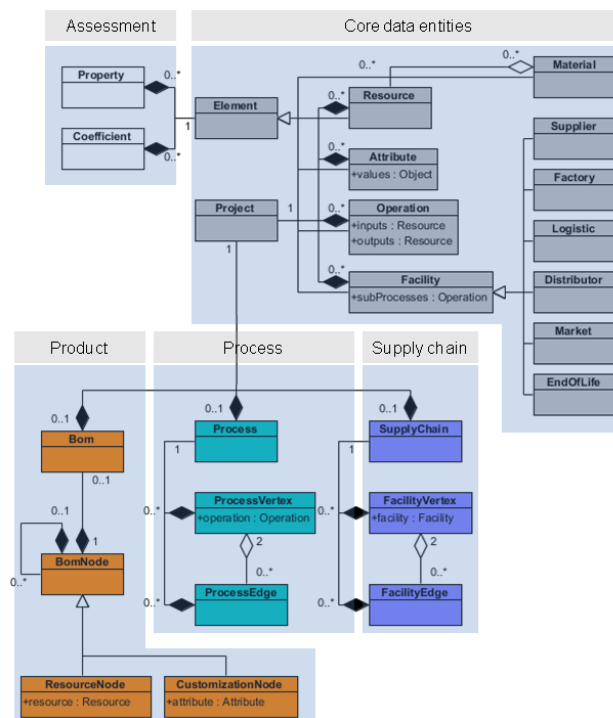 Assessment
Core data entities
Property
0..*
Coefficient
0..*
1
Element
0..*
0..*
Resource
0..*
Material
0..*
Attribute
+values : Object
Project
1
1
0..*
Operation
+inputs : Resource
+outputs : Resource
0..*
Facility
+subProcesses : Operation
Supplier
Factory
Logistic
Distributor
Market
EndOfLife
Product
Process
Supply chain
0..1
Bom
0..1
0..1
1
BomNode
0..*
ResourceNode
+resource : Resource
CustomizationNode
+attribute : Attribute
0..1
Process
1
0..*
ProcessVertex
+operation : Operation
2
0..*
0..*
ProcessEdge
0..1
SupplyChain
1
0..*
FacilityVertex
+facility : Facility
2
0..*
0..*
FacilityEdge